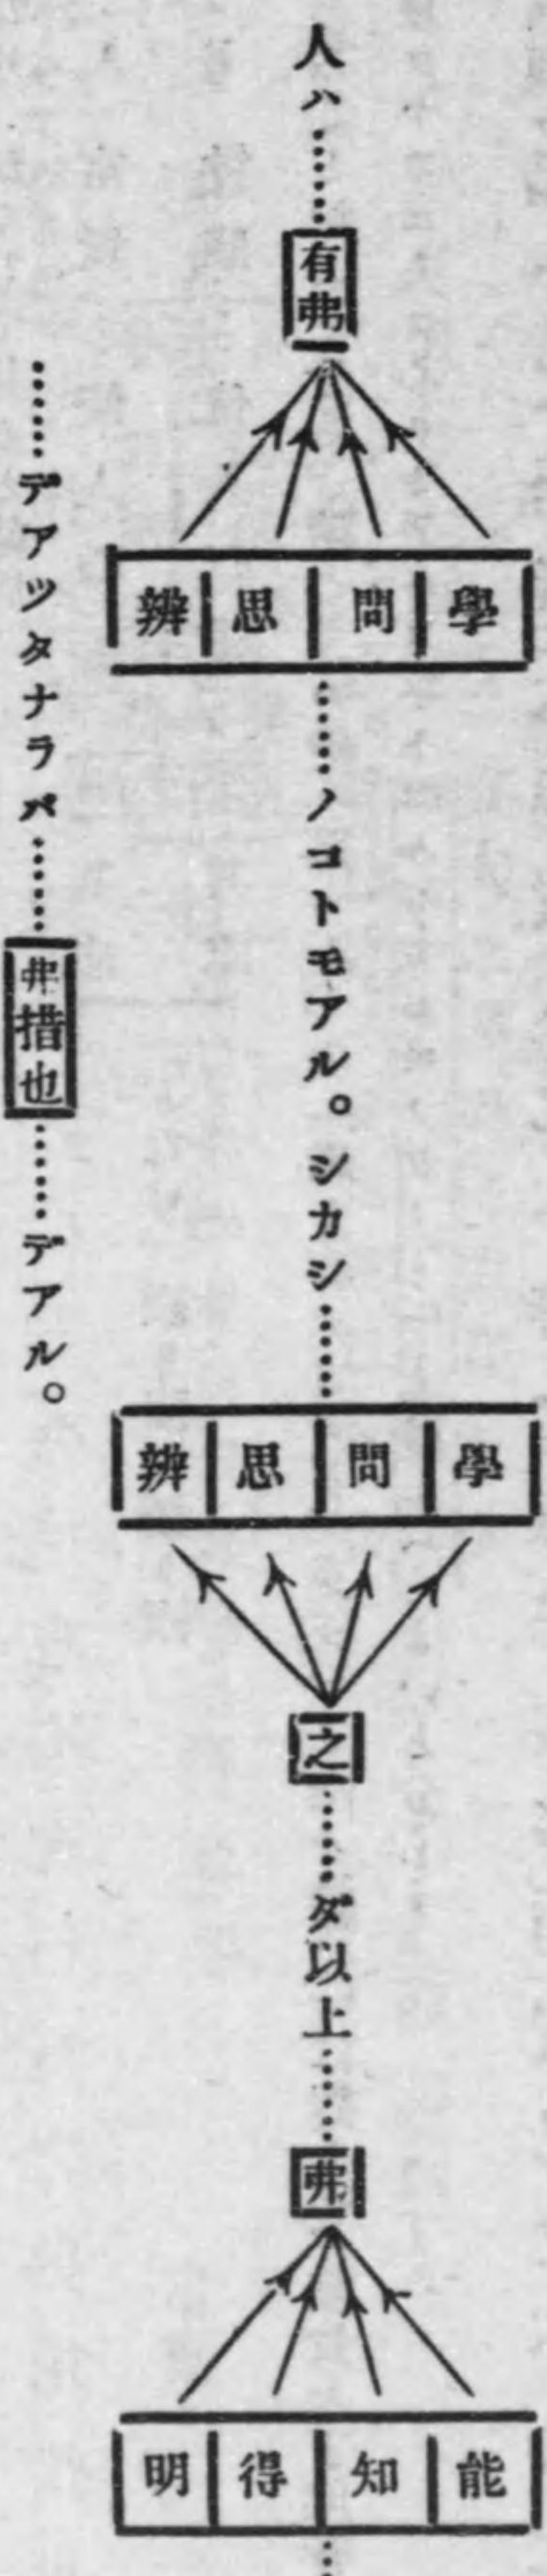 人ハ……有弗
學問思辨
……ノコトモアル。シカシ……
學問思辨
之……ダ以上……弗
能知得明
……デアツタナラバ……弗措也……デアル。